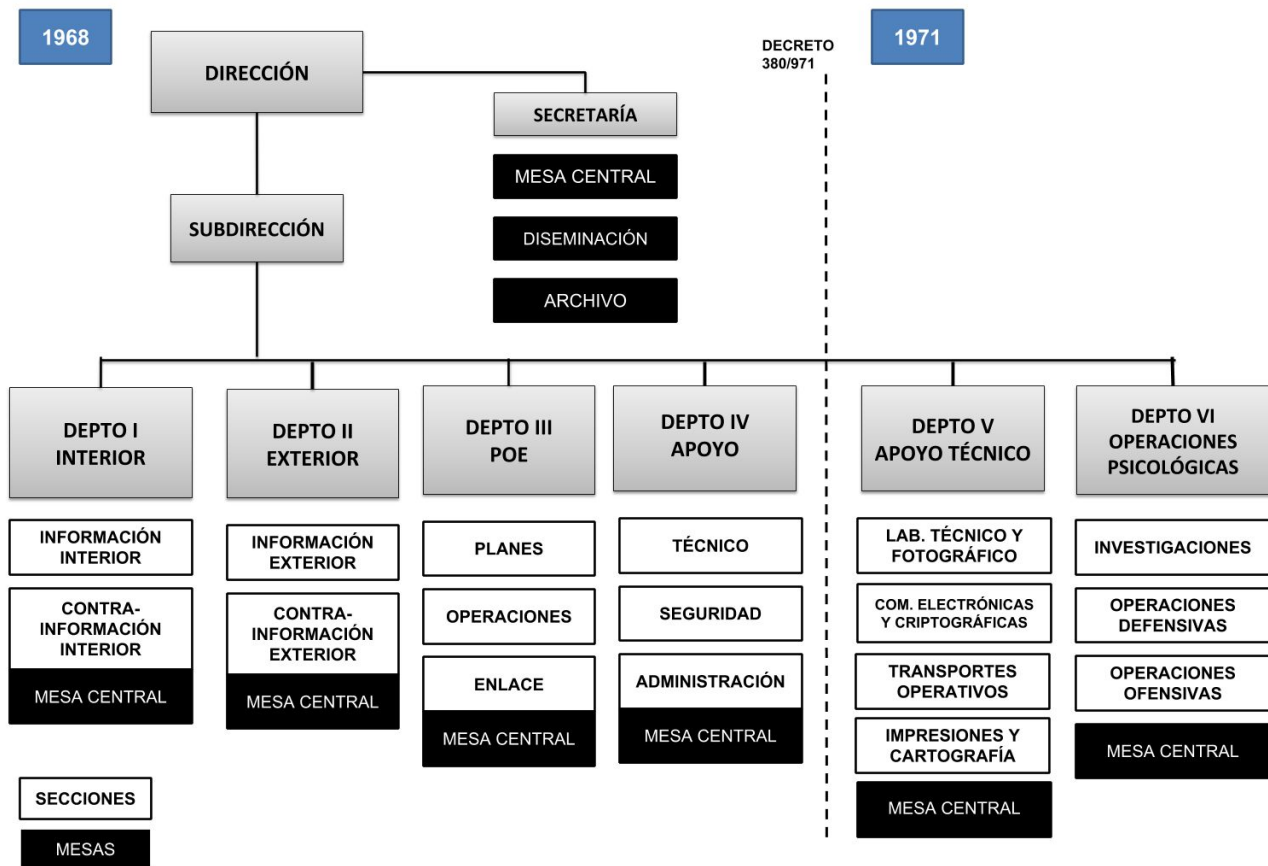 1968
DECRETO
380/971
1971
DIRECCIÓN
SECRETARÍA
MESA CENTRAL
DISEMINACIÓN
ARCHIVO
SUBDIRECCIÓN
DEPTO I
INTERIOR
INFORMACIÓN
INTERIOR
CONTRA-
INFORMACIÓN
INTERIOR
MESA CENTRAL
DEPTO II
EXTERIOR
INFORMACIÓN
EXTERIOR
CONTRA-
INFORMACIÓN
EXTERIOR
MESA CENTRAL
DEPTO III
POE
PLANES
OPERACIONES
ENLACE
MESA CENTRAL
DEPTO IV
APOYO
TÉCNICO
SEGURIDAD
ADMINISTRACIÓN
MESA CENTRAL
DEPTO V
APOYO TÉCNICO
LAB. TÉCNICO Y
FOTOGRÁFICO
COM. ELECTRÓNICAS
Y CRIPTOGRÁFICAS
TRANSPORTES
OPERATIVOS
IMPRESIONES Y
CARTOGRAFÍA
MESA CENTRAL
DEPTO VI
OPERACIONES
PSICOLÓGICAS
INVESTIGACIONES
OPERACIONES
DEFENSIVAS
OPERACIONES
OFENSIVAS
MESA CENTRAL
SECCIONES
MESAS